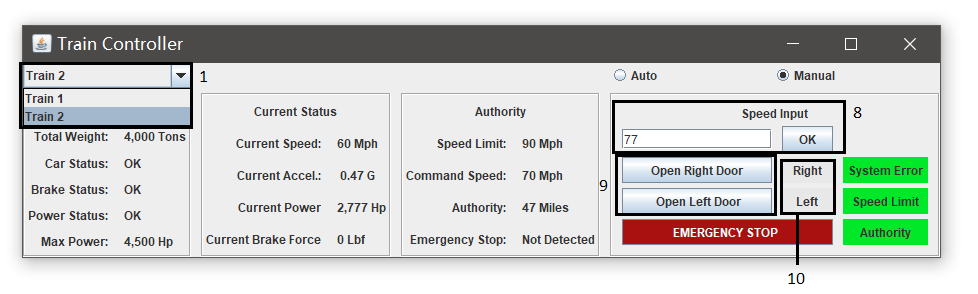 Train Controller
Train 2
1
Auto
Manual
Train 1
Train 2
Total Weight: 4,000 Tons
Car Status: OK
Brake Status: OK
Power Status: OK
Max Power: 4,500 Hp
Current Status
Current Speed: 60 Mph
Current Accel.: 0.47 G
Current Power 2,777 Hp
Current Brake Force 0 Lbf
Authority
Speed Limit: 90 Mph
Command Speed: 70 Mph
Authority: 47 Miles
Emergency Stop: Not Detected
Speed Input
8
77
OK
9
Open Right Door
Right
System Error
Open Left Door
Left
Speed Limit
EMERGENCY STOP
Authority
10